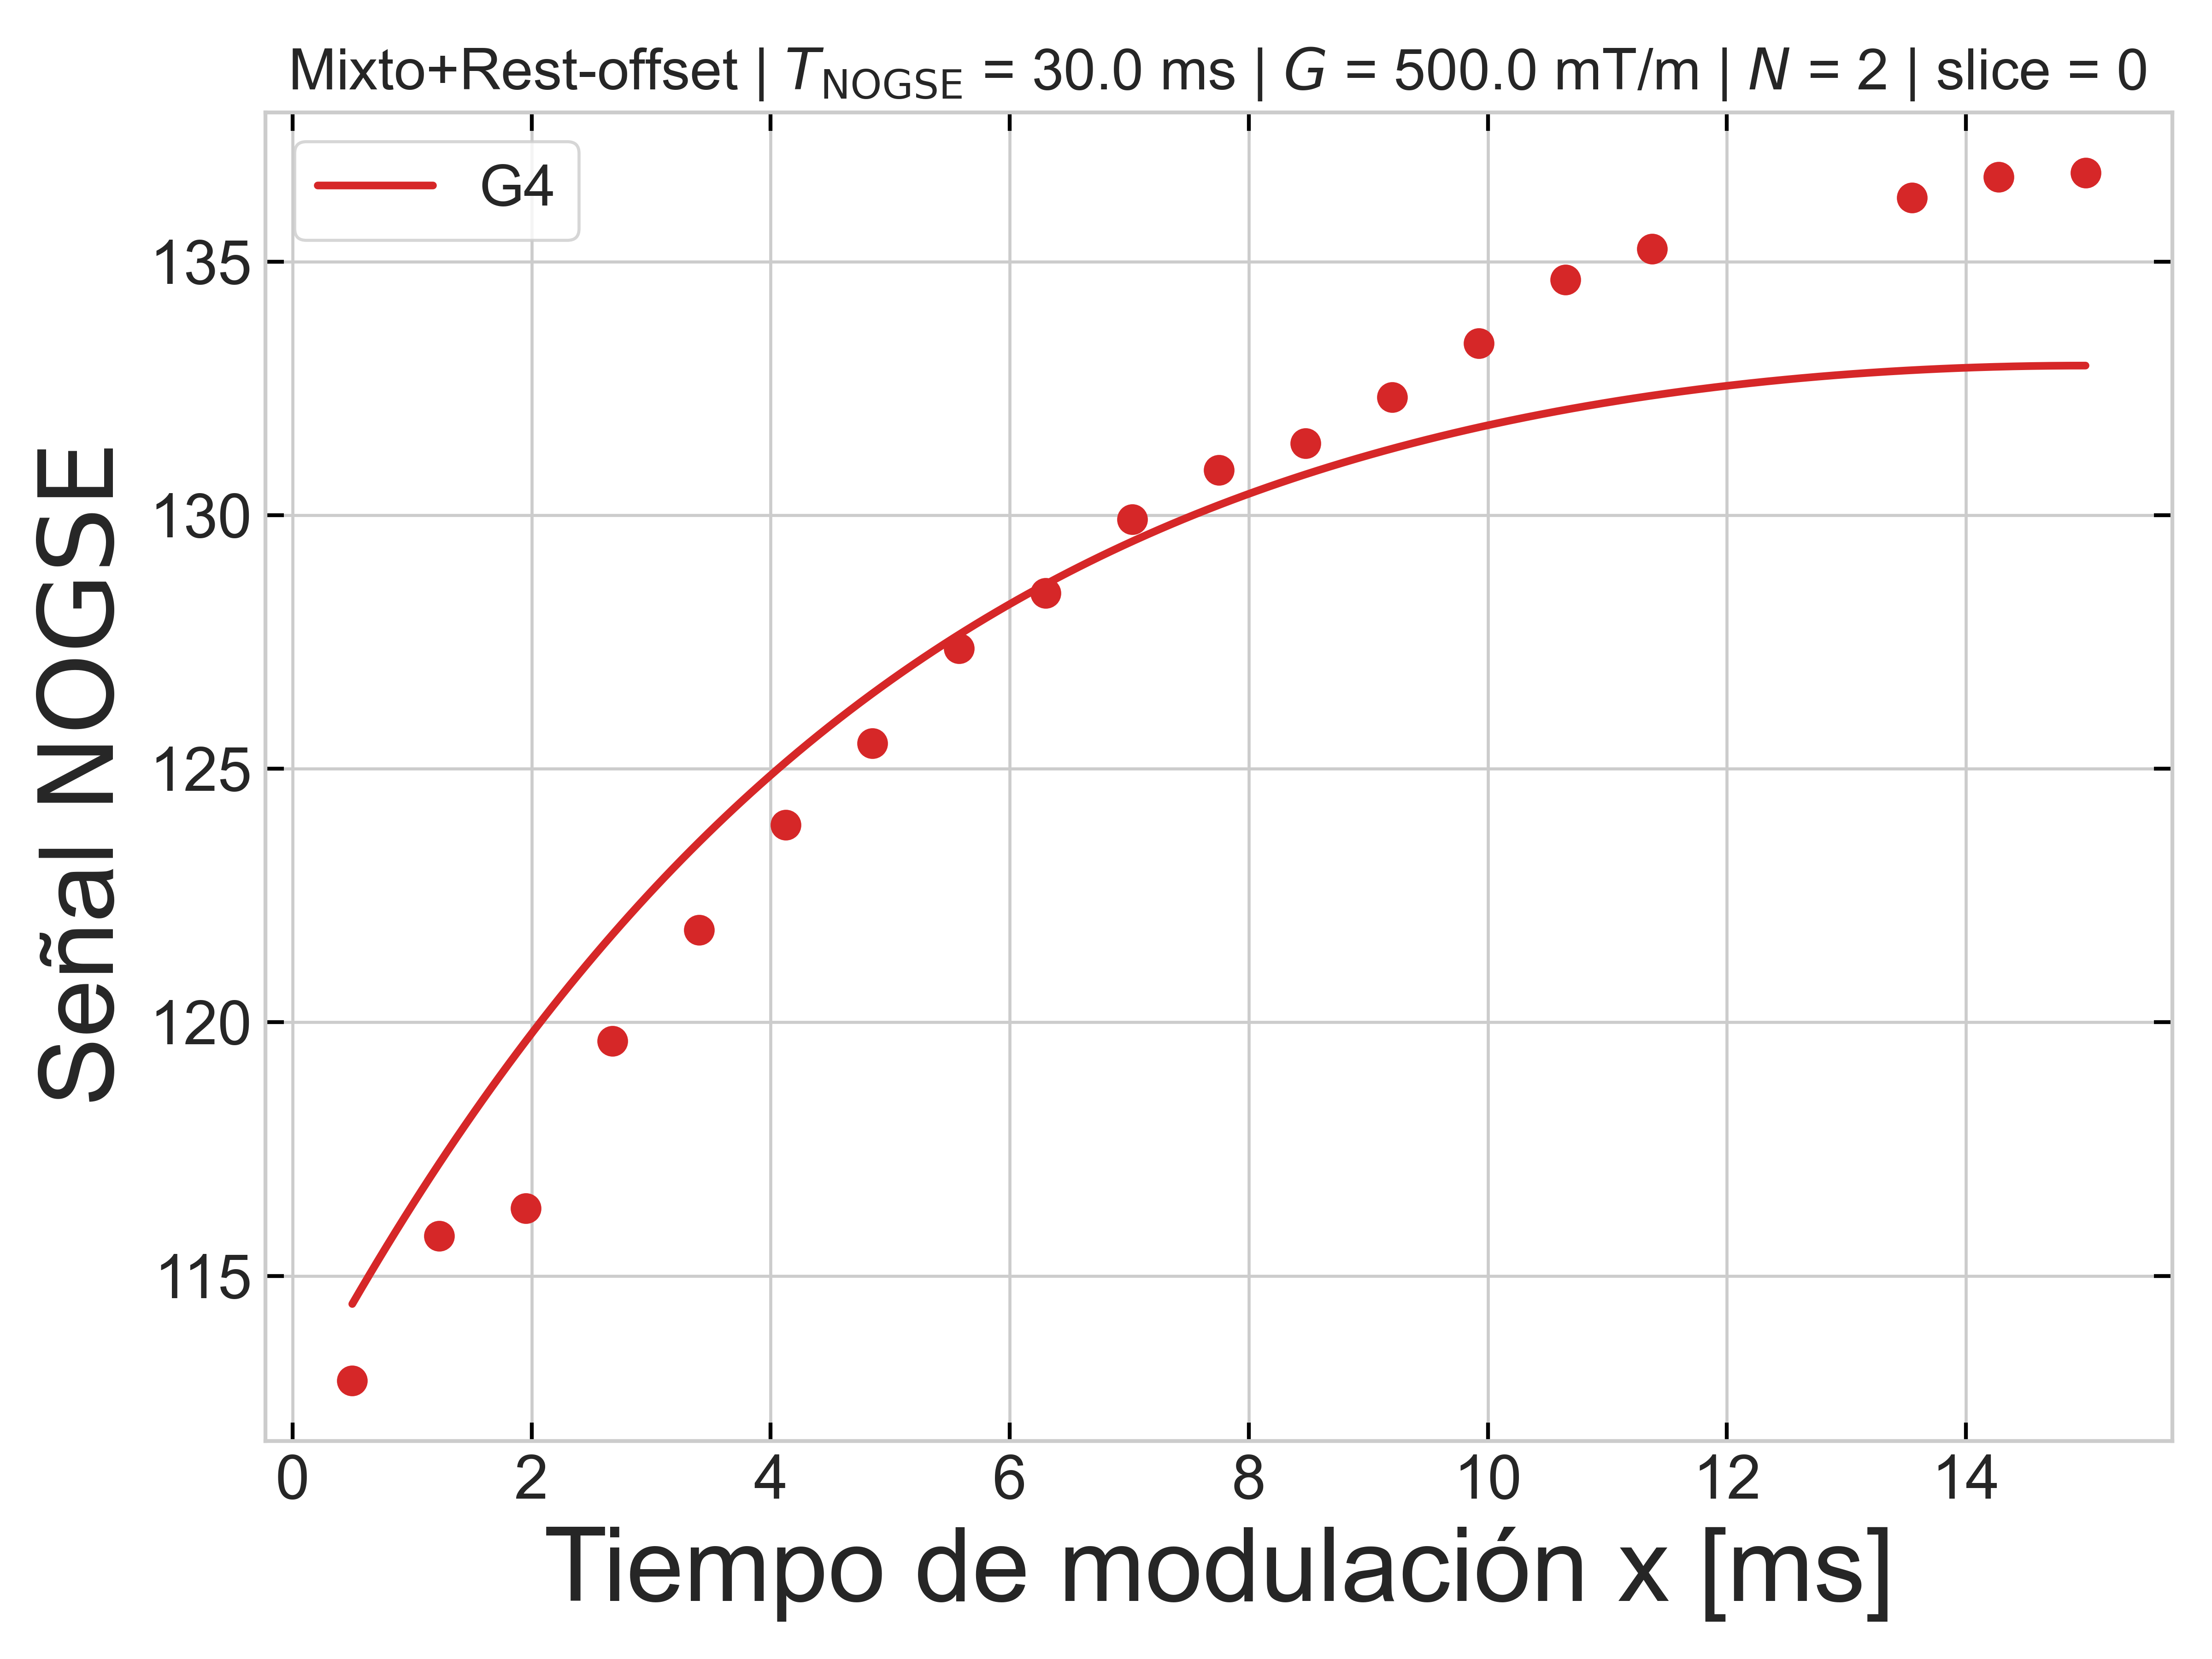 Mixto+Rest-offset | T_NOGSE = 30.0 ms | G = 500.0 mT/m | N = 2 | slice = 0
G4
135
130
125
120
115
Señal NOGSE
0 2 4 6 8 10 12 14
Tiempo de modulación x [ms]